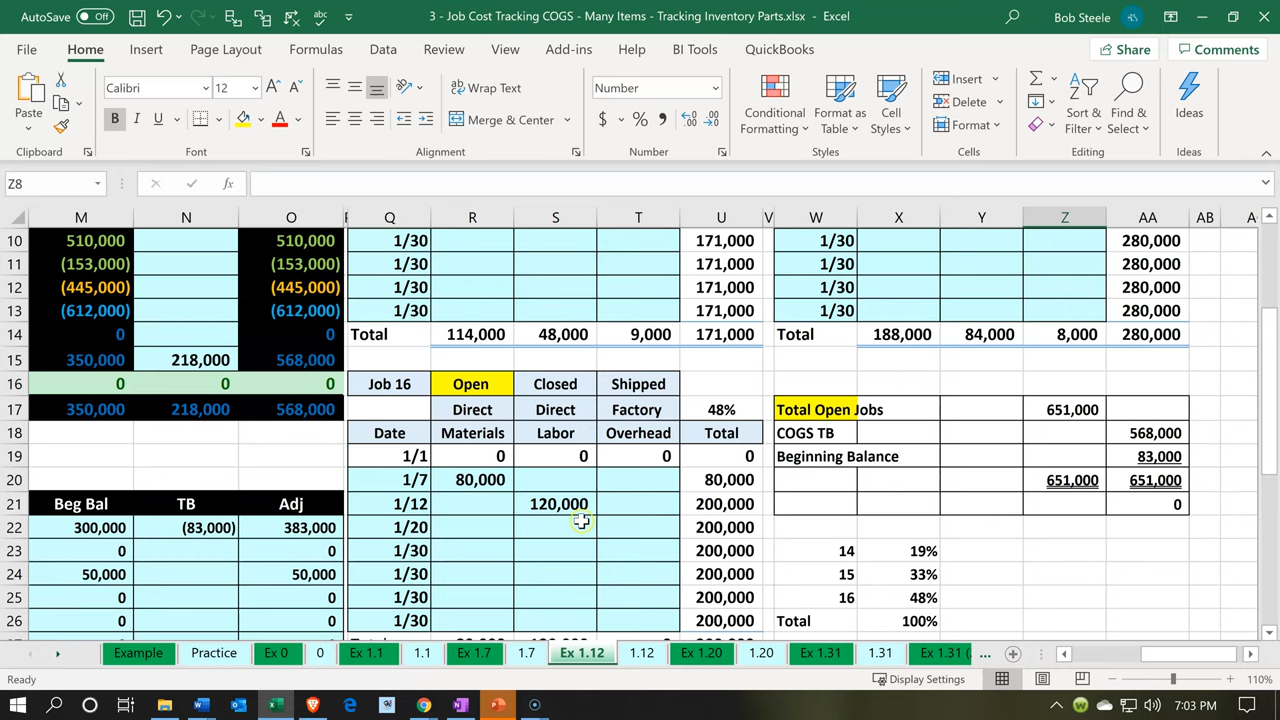 AutoSave Off 3 - Job Cost Tracking COGS - Many Items - Tracking Inventory Parts.xlsx - Excel Bob Steele BS
File Home Insert Page Layout Formulas Data Review View Add-ins Help BI Tools QuickBooks Share Comments
Calibri 12 Wrap Text Number Insert
Paste B I U Merge & Center $ % Conditional Formatting Format as Table Cell Styles Delete Format Sort & Filter Find & Select Ideas
Clipboard Font Alignment Number Styles Cells Editing Ideas
Z8 fx
M N O P Q R S T U V W X Y Z AA AB
10 510,000 510,000 1/30 171,000 1/30 280,000
11 (153,000) (153,000) 1/30 171,000 1/30 280,000
12 (445,000) (445,000) 1/30 171,000 1/30 280,000
13 (612,000) (612,000) 1/30 171,000 1/30 280,000
14 0 0 Total 114,000 48,000 9,000 171,000 Total 188,000 84,000 8,000 280,000
15 350,000 218,000 568,000
16 0 0 0 Job 16 Open Closed Shipped
17 350,000 218,000 568,000 Direct Direct Factory 48% Total Open Jobs 651,000
18 Date Materials Labor Overhead Total COGS TB 568,000
19 1/1 0 0 0 0 Beginning Balance 83,000
20 1/7 80,000 80,000 651,000 651,000
21 Beg Bal TB Adj 1/12 120,000 200,000 0
22 300,000 (83,000) 383,000 1/20 200,000
23 0 0 1/30 200,000 14 19%
24 50,000 50,000 1/30 200,000 15 33%
25 0 0 1/30 200,000 16 48%
26 0 0 1/30 200,000 Total 100%
Example Practice Ex 0 0 Ex 1.1 1.1 Ex 1.7 1.7 Ex 1.12 1.12 Ex 1.20 1.20 Ex 1.31 1.31 Ex 1.31 ( ...
Ready Display Settings 110%
7:03 PM